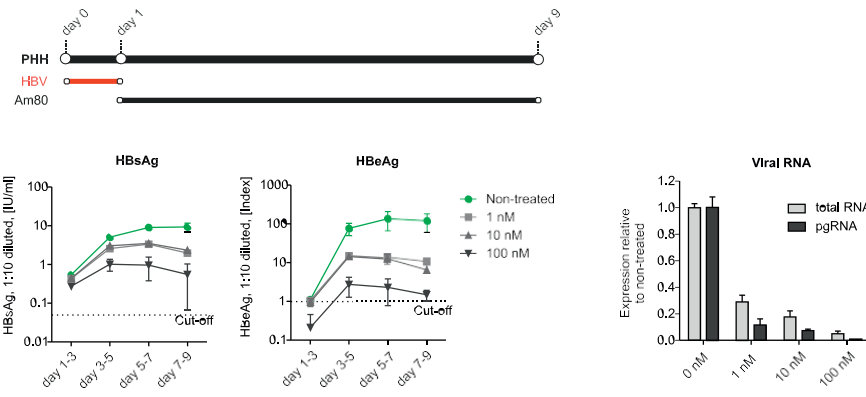 day 0
day 1
day 9
PHH
HBV
Am80
HBsAg
HBsAg, 1:10 diluted, [IU/ml]
100
10
1
0.1
0.01
Cut-off
day 1-3
day 3-5
day 5-7
day 7-9
HBeAg
HBeAg, 1:10 diluted, [Index]
1000
100
10
1
0.1
Cut-off
day 1-3
day 3-5
day 5-7
day 7-9
Non-treated
1 nM
10 nM
100 nM
Viral RNA
Expression relative
to non-treated
1.2
1.0
0.8
0.6
0.4
0.2
0.0
total RNA
pgRNA
0 nM
1 nM
10 nM
100 nM